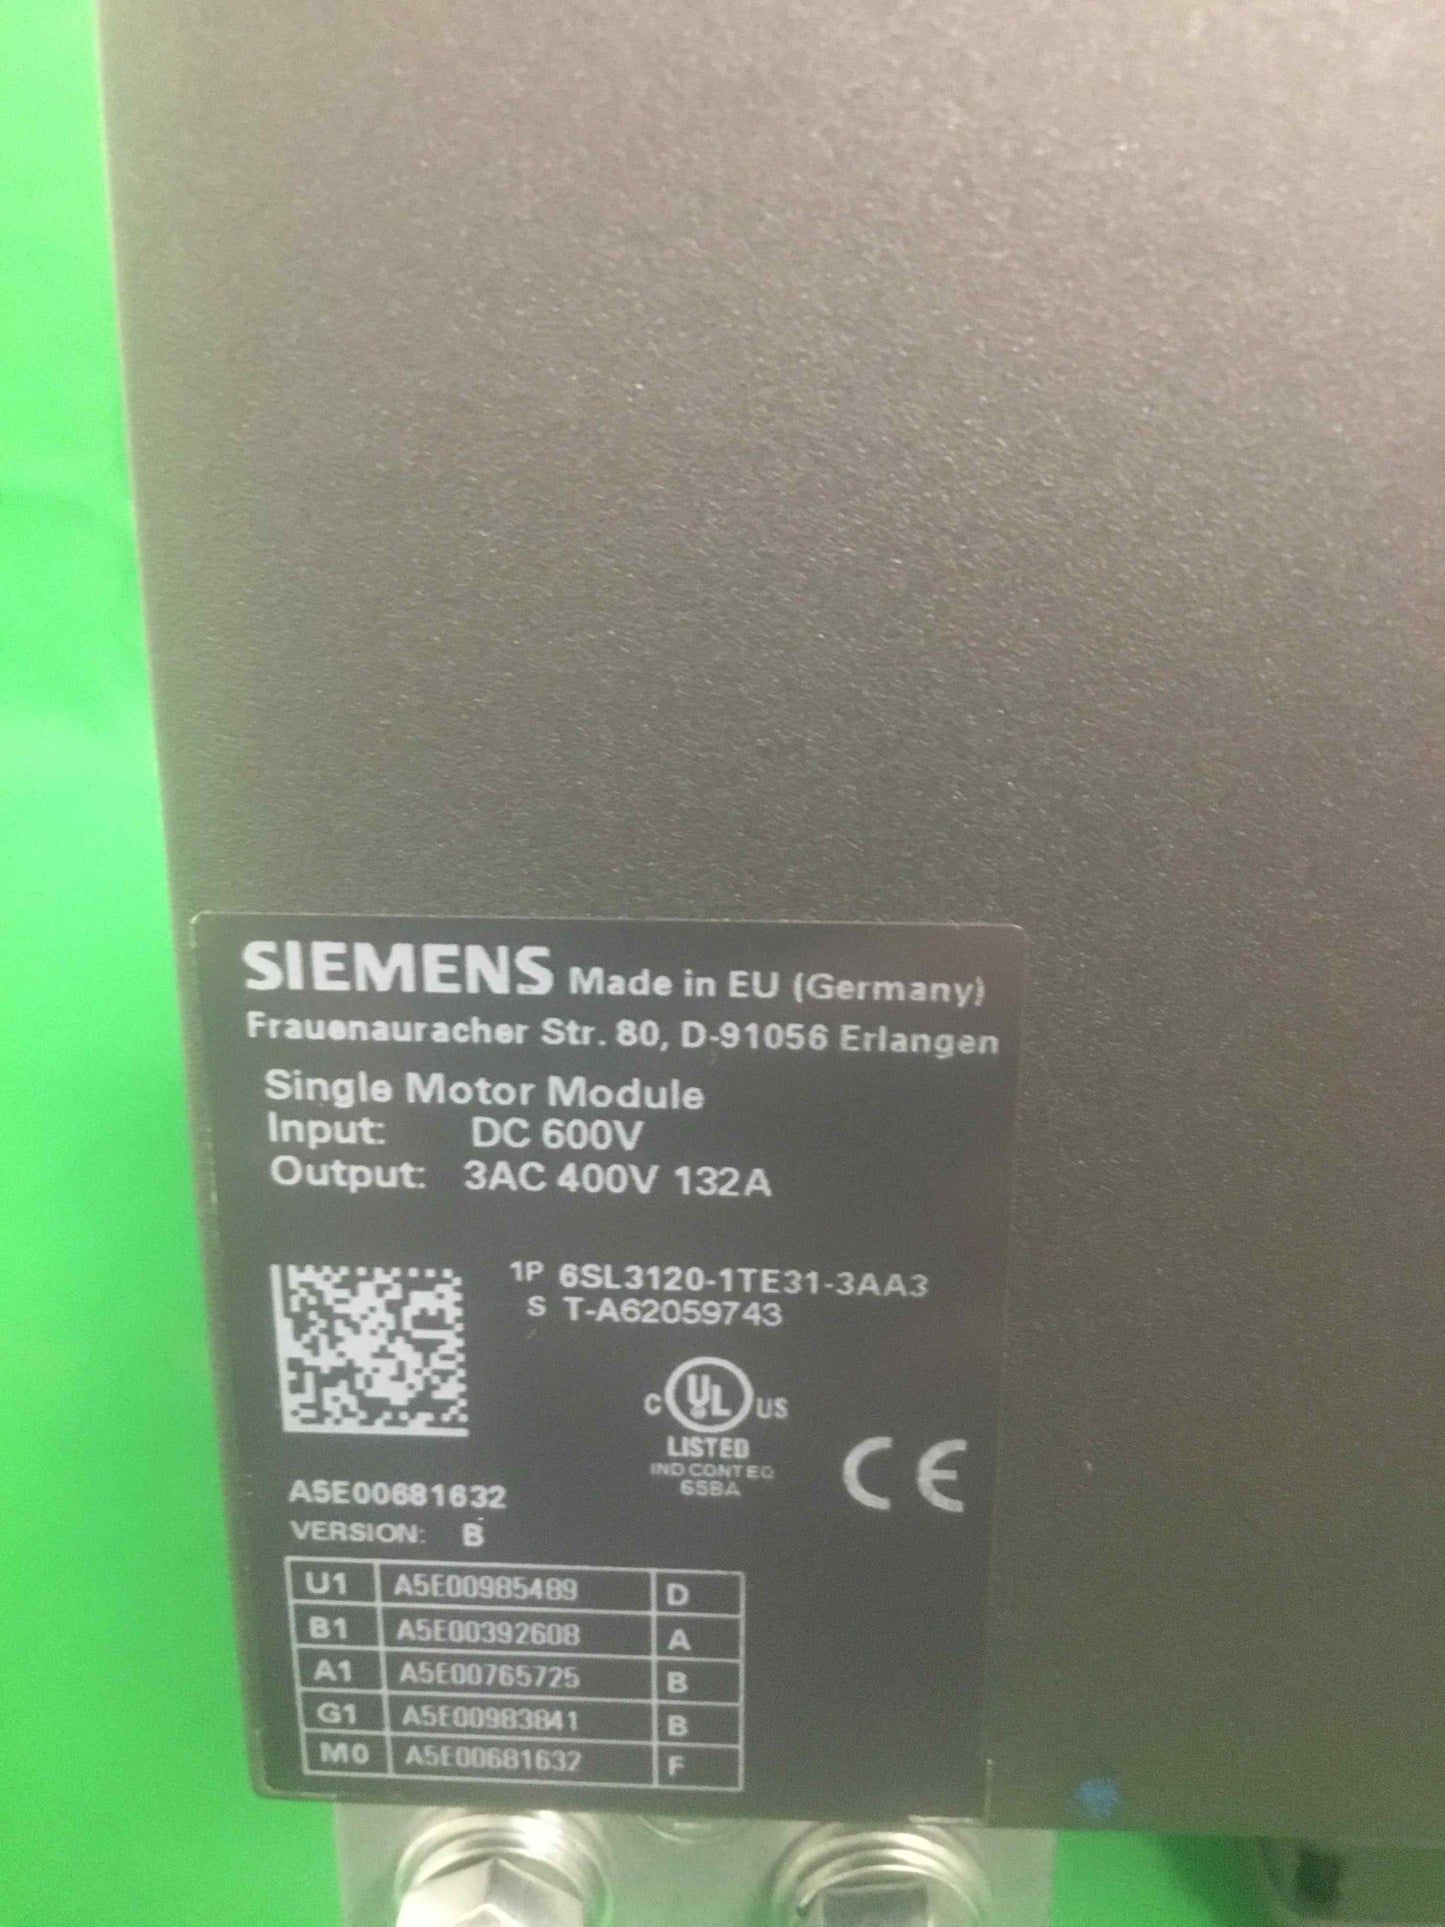 SIEMENS Made in EU (Germany)
Frauenauracher Str. 80, D-91056 Erlangen
Single Motor Module
Input: DC 600V
Output: 3AC 400V 132A
1P 6SL3120-1TE31-3AA3
S T-A62059743
C UL US
LISTED
IND CONT EQ
65BA
CE
A5E00681632
VERSION: B
U1 A5E00985489 D
B1 A5E00392608 A
A1 A5E00765725 B
G1 A5E00983841 B
M0 A5E00681632 F